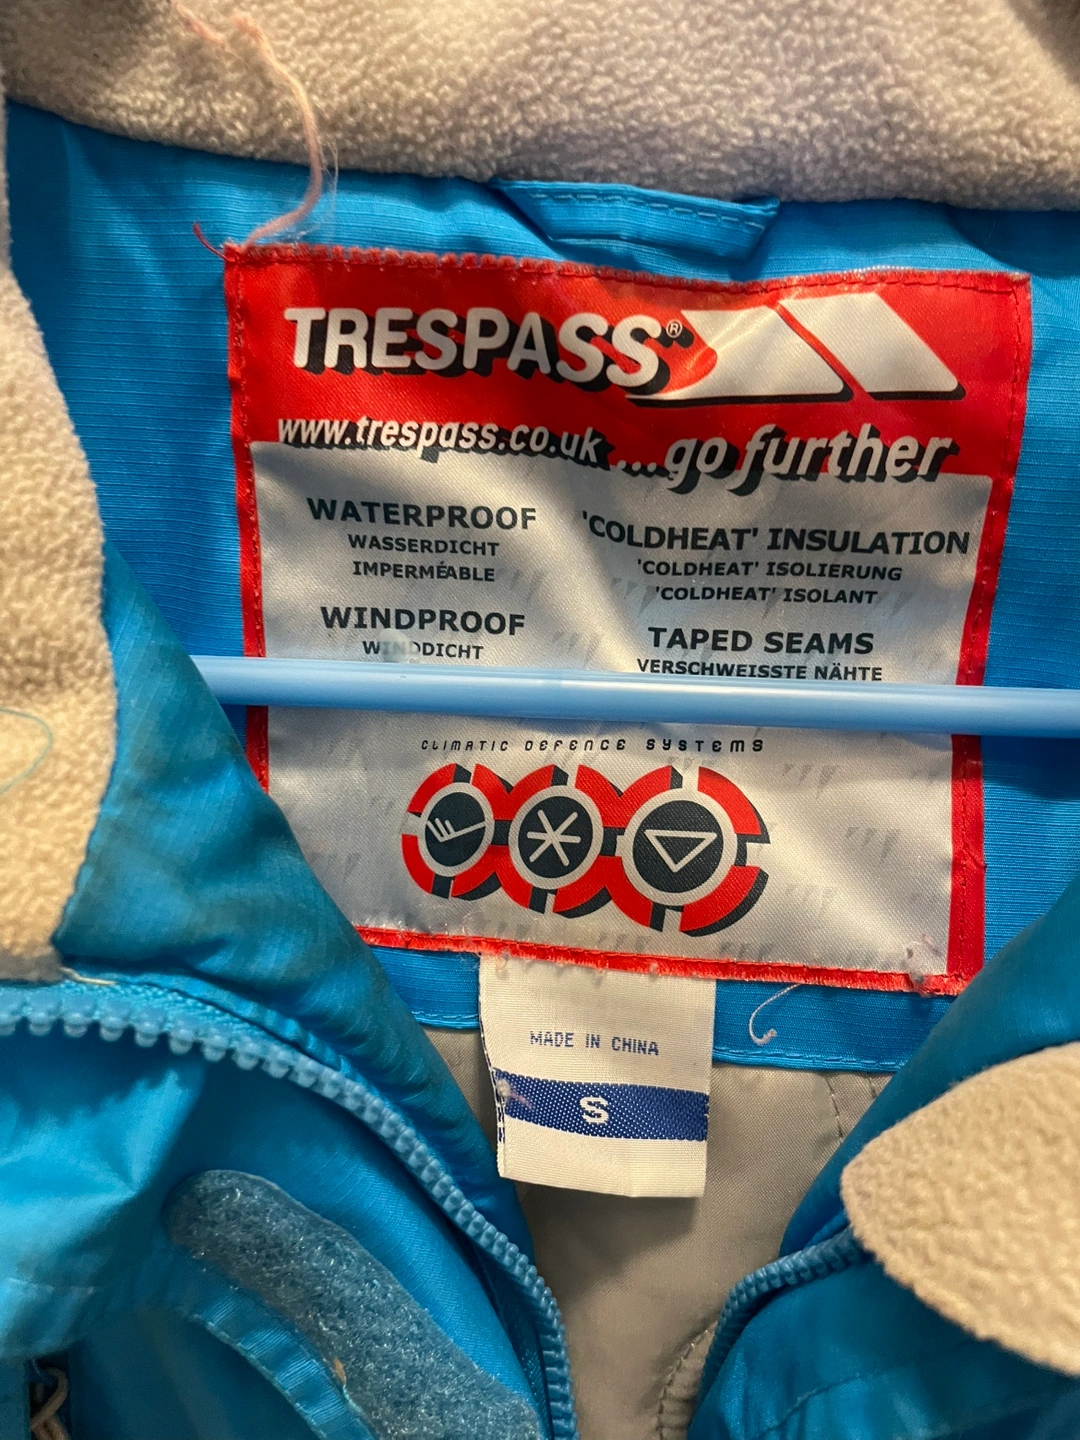 TRESPASS®
www.trespass.co.uk ...go further
WATERPROOF
WASSERDICHT
IMPERMÉABLE
WINDPROOF
WINDDICHT
'COLDHEAT' INSULATION
'COLDHEAT' ISOLIERUNG
'COLDHEAT' ISOLANT
TAPED SEAMS
VERSCHWEISSTE NÄHTE
CLIMATIC DEFENCE SYSTEMS
MADE IN CHINA
S